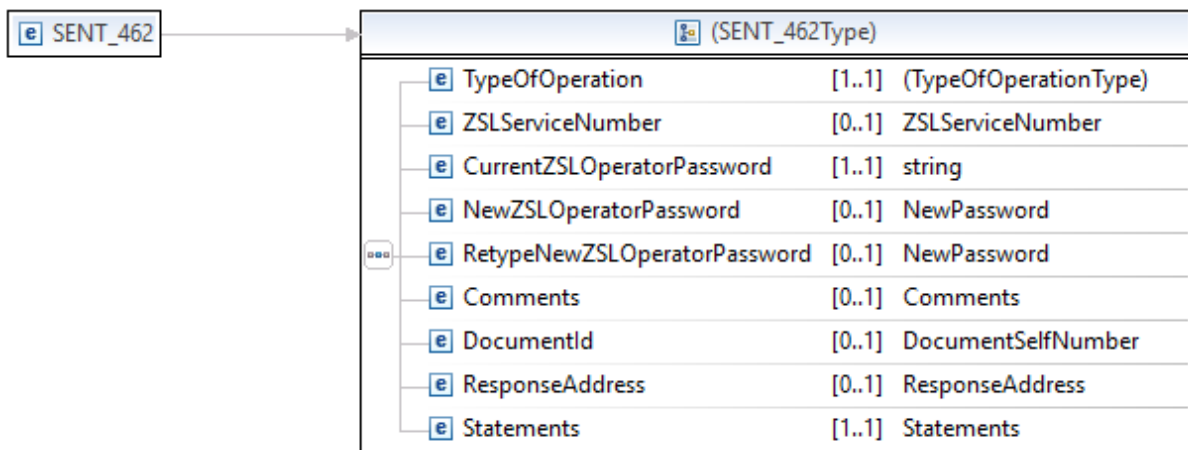 e SENT_462
(SENT_462Type)
e TypeOfOperation [1..1] (TypeOfOperationType)
e ZSLServiceNumber [0..1] ZSLServiceNumber
e CurrentZSLOperatorPassword [1..1] string
e NewZSLOperatorPassword [0..1] NewPassword
e RetypeNewZSLOperatorPassword [0..1] NewPassword
e Comments [0..1] Comments
e DocumentId [0..1] DocumentSelfNumber
e ResponseAddress [0..1] ResponseAddress
e Statements [1..1] Statements